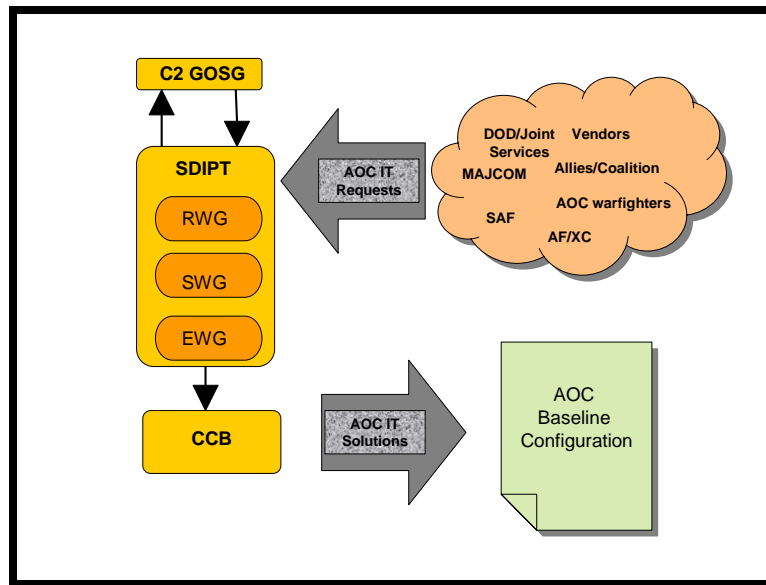 C2 GOSG
SDIPT
RWG
SWG
EWG
CCB
AOC IT
Requests
DOD/Joint
Services
Vendors
MAJCOM
Allies/Coalition
SAF
AOC warfighters
AF/XC
AOC IT
Solutions
AOC
Baseline
Configuration